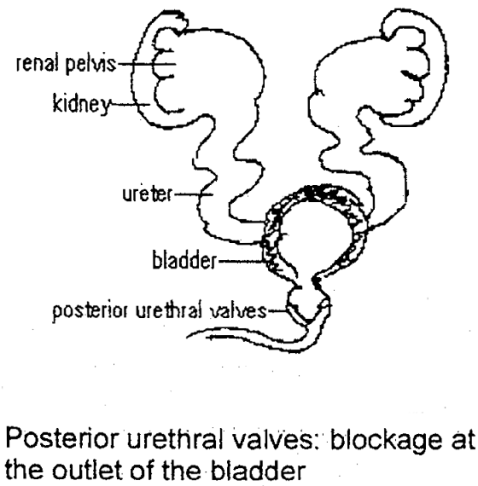 renal pelvis
kidney
ureter
bladder
posterior urethral valves
Posterior urethral valves: blockage at
the outlet of the bladder